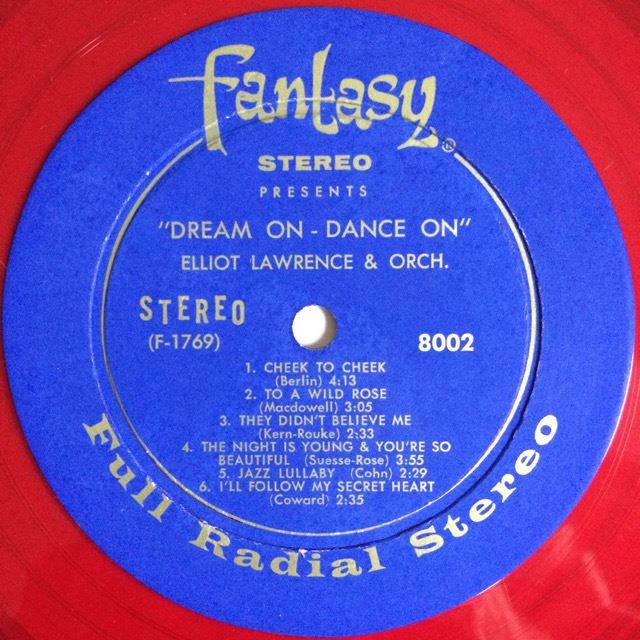 Fantasy®
STEREO
PRESENTS
"DREAM ON - DANCE ON"
ELLIOT LAWRENCE & ORCH.
STEREO
(F-1769)
8002
1. CHEEK TO CHEEK
(Berlin) 4:13
2. TO A WILD ROSE
(Macdowell) 3:05
3. THEY DIDN'T BELIEVE ME
(Kern-Rouke) 2:33
4. THE NIGHT IS YOUNG & YOU'RE SO
BEAUTIFUL (Suesse-Rose) 3:55
5. JAZZ LULLABY (Cohn) 2:29
6. I'LL FOLLOW MY SECRET HEART
(Coward) 2:35
Full Radial Stereo